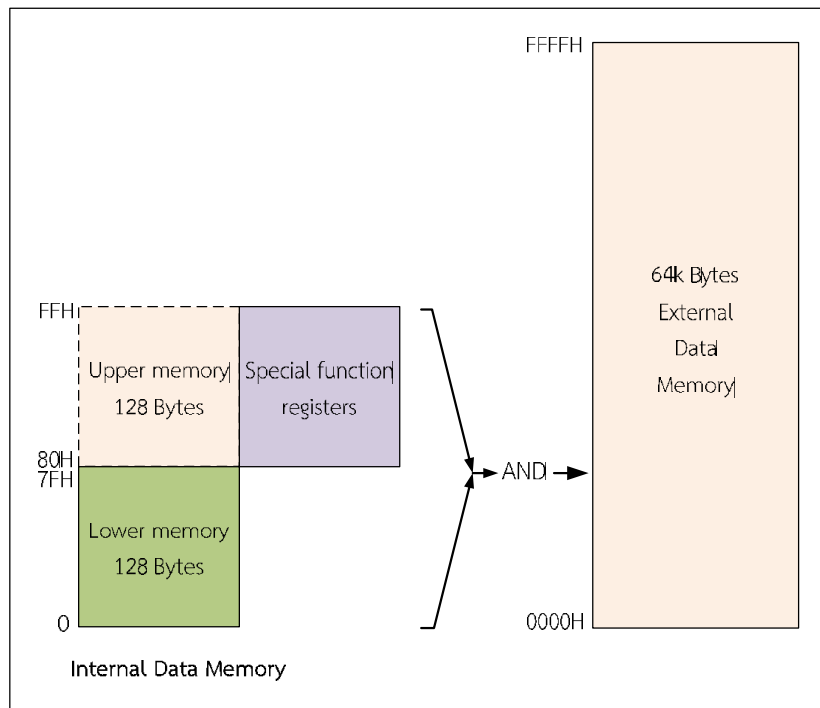 FFFFH
64k Bytes
External
Data
Memory
FFH
Upper memory
128 Bytes
Special function
registers
80H
7FH
AND
Lower memory
128 Bytes
0
0000H
Internal Data Memory